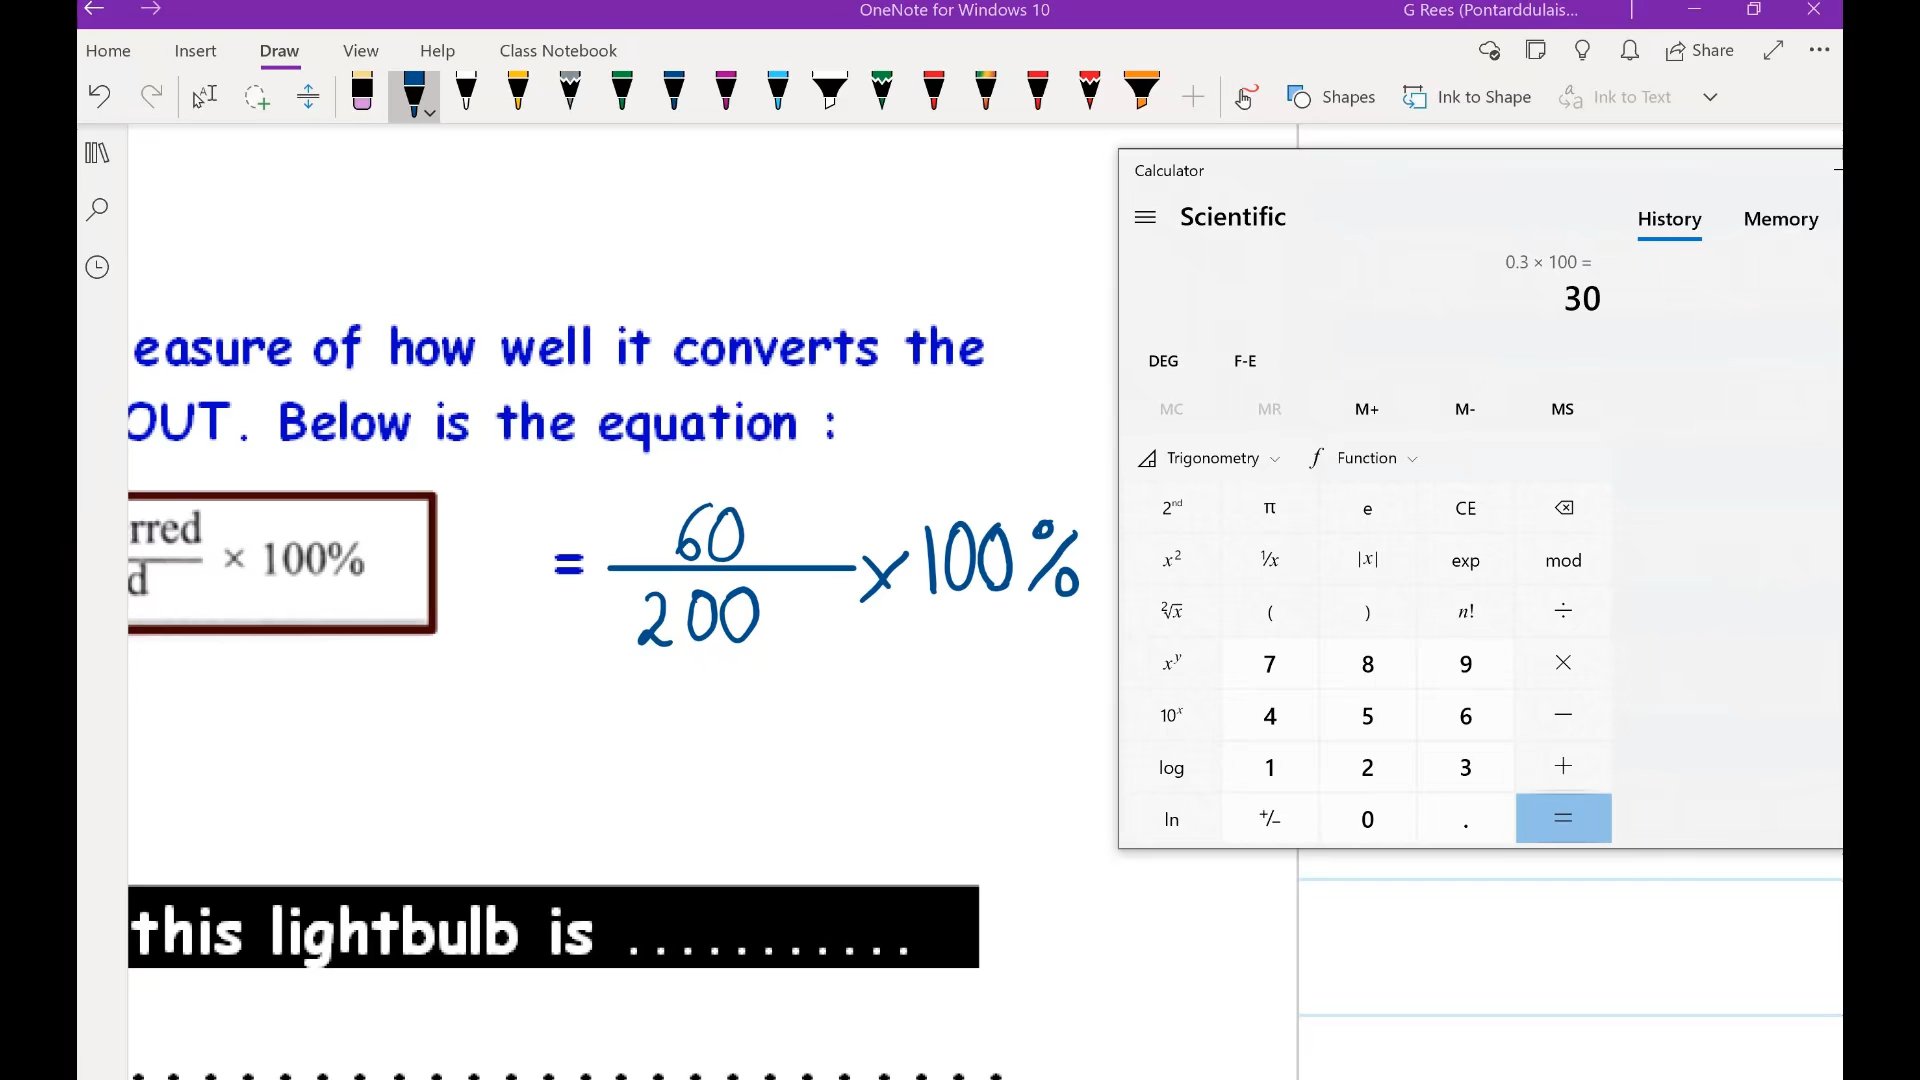 OneNote for Windows 10
G Rees (Pontarddulais...
Home Insert Draw View Help Class Notebook
Share
Shapes Ink to Shape Ink to Text
easure of how well it converts the
OUT. Below is the equation :
rred
d
× 100%
= 60
200
× 100%
this lightbulb is ...........
Calculator
Scientific
History Memory
0.3 × 100 =
30
DEG F-E
MC MR M+ M- MS
Trigonometry f Function
2nd π e CE
x² ¹/x |x| exp mod
²√x ( ) n! ÷
xʸ 7 8 9 ×
10ˣ 4 5 6 −
log 1 2 3 +
ln +/− 0 . =